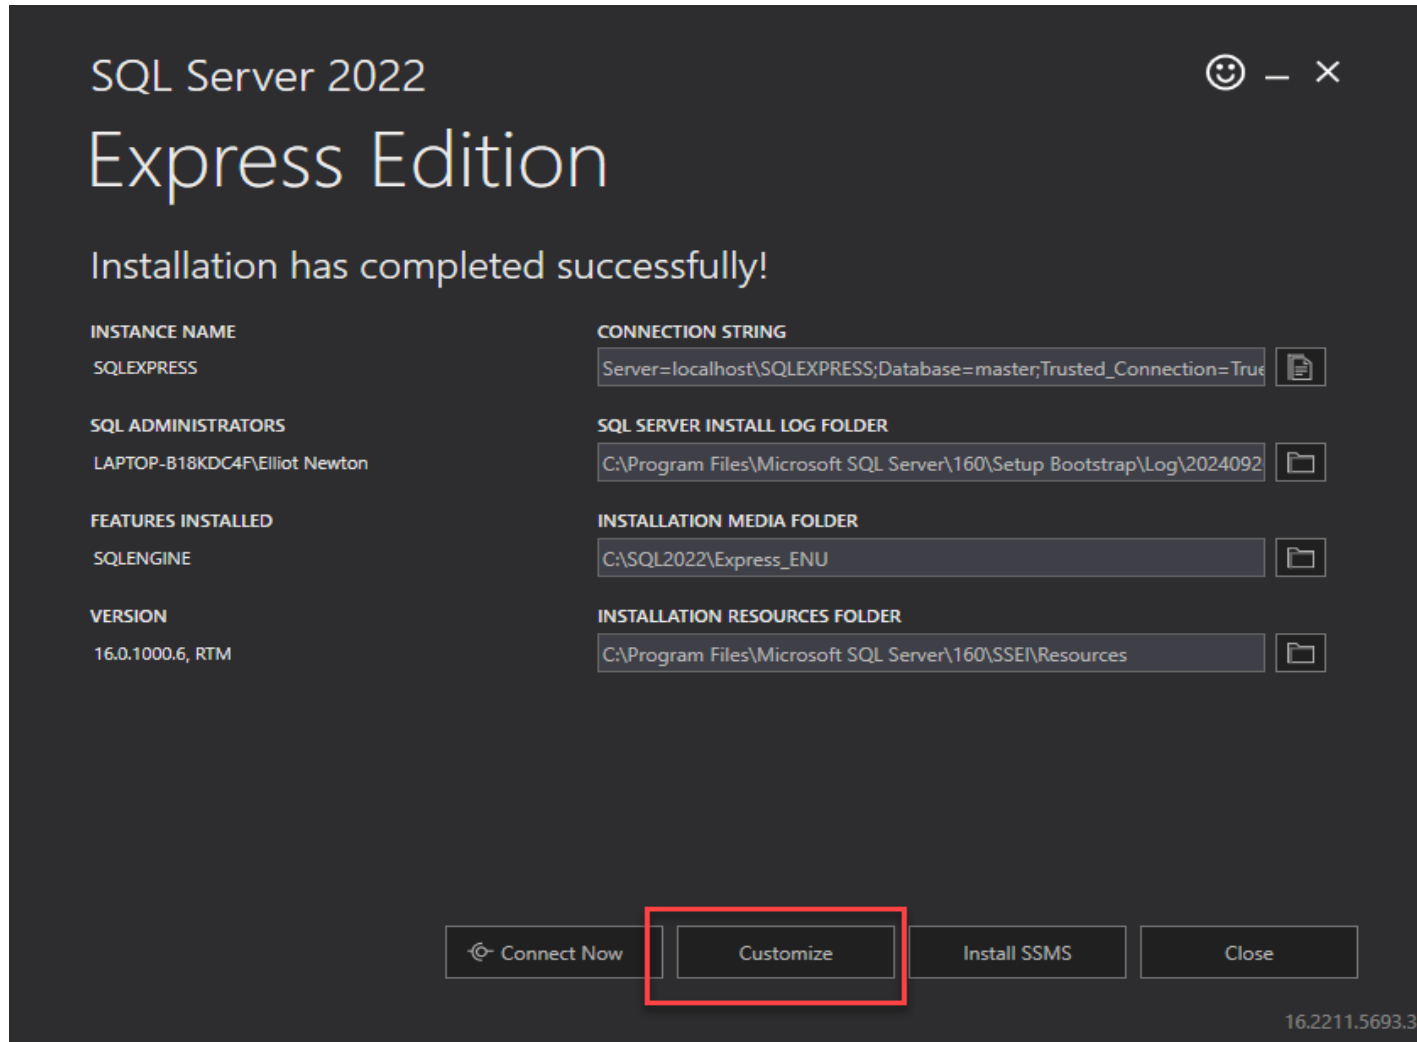 SQL Server 2022
Express Edition
Installation has completed successfully!
INSTANCE NAME
SQLEXPRESS
CONNECTION STRING
Server=localhost\SQLEXPRESS;Database=master;Trusted_Connection=True
SQL ADMINISTRATORS
LAPTOP-B18KDC4F\Elliot Newton
SQL SERVER INSTALL LOG FOLDER
C:\Program Files\Microsoft SQL Server\160\Setup Bootstrap\Log\2024092
FEATURES INSTALLED
SQLENGINE
INSTALLATION MEDIA FOLDER
C:\SQL2022\Express_ENU
VERSION
16.0.1000.6, RTM
INSTALLATION RESOURCES FOLDER
C:\Program Files\Microsoft SQL Server\160\SSEI\Resources
Connect Now
Customize
Install SSMS
Close
16.2211.5693.3